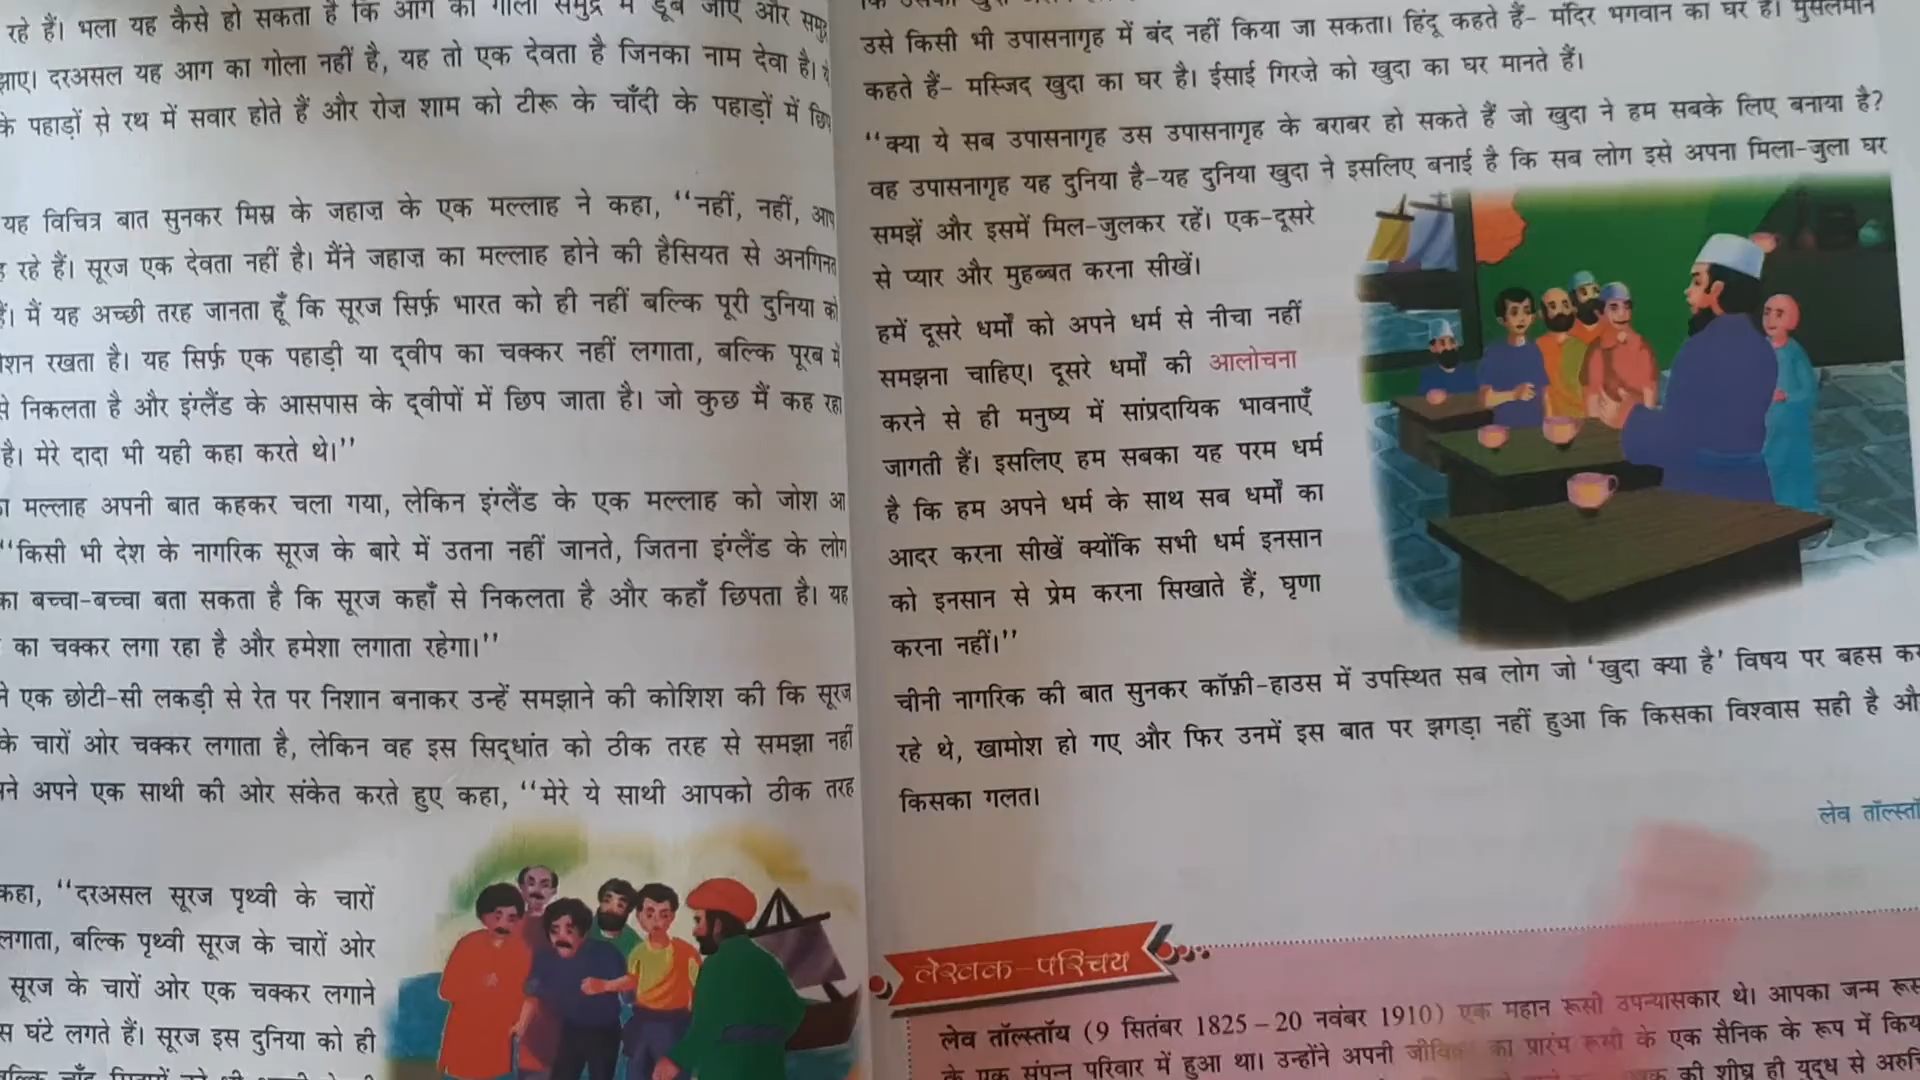 रहे हैं। भला यह कैसे हो सकता है कि आग का गोला समुद्र में डूब जाए और
दरअसल यह आग का गोला नहीं है, यह तो एक देवता है जिनका नाम देवा है।
के पहाड़ों से रथ में सवार होते हैं और रोज़ शाम को टीरू के चाँदी के पहाड़ों में छिप
यह विचित्र बात सुनकर मिस्र के जहाज़ के एक मल्लाह ने कहा, ‘‘नहीं, नहीं, आप
रहे हैं। सूरज एक देवता नहीं है। मैंने जहाज़ का मल्लाह होने की हैसियत से अनगिनत
मैं यह अच्छी तरह जानता हूँ कि सूरज सिर्फ़ भारत को ही नहीं बल्कि पूरी दुनिया को
रखता है। यह सिर्फ़ एक पहाड़ी या द्वीप का चक्कर नहीं लगाता, बल्कि पूरब में
से निकलता है और इंग्लैंड के आसपास के द्वीपों में छिप जाता है। जो कुछ मैं कह रहा
है। मेरे दादा भी यही कहा करते थे।’’
मल्लाह अपनी बात कहकर चला गया, लेकिन इंग्लैंड के एक मल्लाह को जोश आ
‘‘किसी भी देश के नागरिक सूरज के बारे में उतना नहीं जानते, जितना इंग्लैंड के लोग
का बच्चा-बच्चा बता सकता है कि सूरज कहाँ से निकलता है और कहाँ छिपता है। यह
का चक्कर लगा रहा है और हमेशा लगाता रहेगा।’’
ने एक छोटी-सी लकड़ी से रेत पर निशान बनाकर उन्हें समझाने की कोशिश की कि सूरज
के चारों ओर चक्कर लगाता है, लेकिन वह इस सिद्धांत को ठीक तरह से समझा नहीं
अपने एक साथी की ओर संकेत करते हुए कहा, ‘‘मेरे ये साथी आपको ठीक तरह
कहा, ‘‘दरअसल सूरज पृथ्वी के चारों
लगाता, बल्कि पृथ्वी सूरज के चारों ओर
सूरज के चारों ओर एक चक्कर लगाने
घंटे लगते हैं। सूरज इस दुनिया को ही
उसे किसी भी उपासनागृह में बंद नहीं किया जा सकता। हिंदू कहते हैं- मंदिर भगवान का घर है। मुसलमान
कहते हैं- मस्जिद खुदा का घर है। ईसाई गिरजे को खुदा का घर मानते हैं।
‘‘क्या ये सब उपासनागृह उस उपासनागृह के बराबर हो सकते हैं जो खुदा ने हम सबके लिए बनाया है?
वह उपासनागृह यह दुनिया है-यह दुनिया खुदा ने इसलिए बनाई है कि सब लोग इसे अपना मिला-जुला घर
समझें और इसमें मिल-जुलकर रहें। एक-दूसरे
से प्यार और मुहब्बत करना सीखें।
हमें दूसरे धर्मों को अपने धर्म से नीचा नहीं
समझना चाहिए। दूसरे धर्मों की आलोचना
करने से ही मनुष्य में सांप्रदायिक भावनाएँ
जागती हैं। इसलिए हम सबका यह परम धर्म
है कि हम अपने धर्म के साथ सब धर्मों का
आदर करना सीखें क्योंकि सभी धर्म इनसान
को इनसान से प्रेम करना सिखाते हैं, घृणा
करना नहीं।’’
चीनी नागरिक की बात सुनकर कॉफ़ी-हाउस में उपस्थित सब लोग जो ‘खुदा क्या है’ विषय पर बहस कर
रहे थे, खामोश हो गए और फिर उनमें इस बात पर झगड़ा नहीं हुआ कि किसका विश्वास सही है
किसका गलत।
लेव
लेखक-परिचय
लेव तॉल्स्तॉय (9 सितंबर 1825 – 20 नवंबर 1910) एक महान रूसी उपन्यासकार थे। आपका जन्म रूस
के एक संपन्न परिवार में हुआ था। उन्होंने अपनी का प्रारंभ रूसी के एक सैनिक के रूप में
की शीघ्र ही युद्ध से